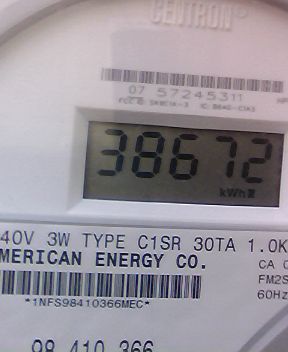 CENTRON
07 57245311
38672
kWh
40V 3W TYPE C1SR 30TA 1.0K
MERICAN ENERGY CO.
CA
FM2S
60Hz
*1NFS98410366MEC*
98 410 366